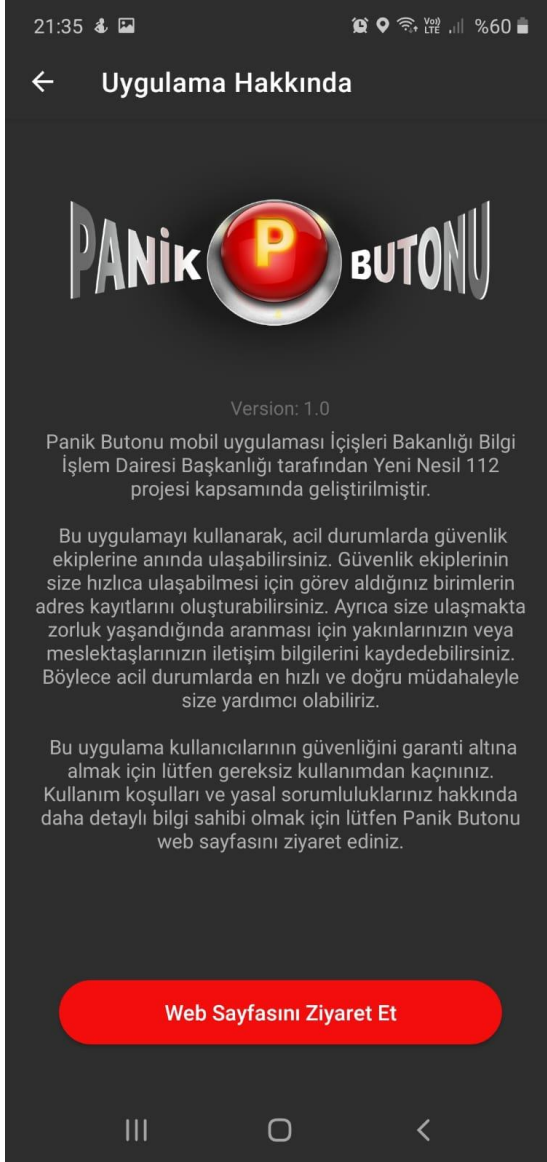 21:35
Vo)) LTE %60
Uygulama Hakkında
PANİK P BUTONU
Version: 1.0
Panik Butonu mobil uygulaması İçişleri Bakanlığı Bilgi
İşlem Dairesi Başkanlığı tarafından Yeni Nesil 112
projesi kapsamında geliştirilmiştir.
Bu uygulamayı kullanarak, acil durumlarda güvenlik
ekiplerine anında ulaşabilirsiniz. Güvenlik ekiplerinin
size hızlıca ulaşabilmesi için görev aldığınız birimlerin
adres kayıtlarını oluşturabilirsiniz. Ayrıca size ulaşmakta
zorluk yaşandığında aranması için yakınlarınızın veya
meslektaşlarınızın iletişim bilgilerini kaydedebilirsiniz.
Böylece acil durumlarda en hızlı ve doğru müdahaleyle
size yardımcı olabiliriz.
Bu uygulama kullanıcılarının güvenliğini garanti altına
almak için lütfen gereksiz kullanımdan kaçınınız.
Kullanım koşulları ve yasal sorumluluklarınız hakkında
daha detaylı bilgi sahibi olmak için lütfen Panik Butonu
web sayfasını ziyaret ediniz.
Web Sayfasını Ziyaret Et